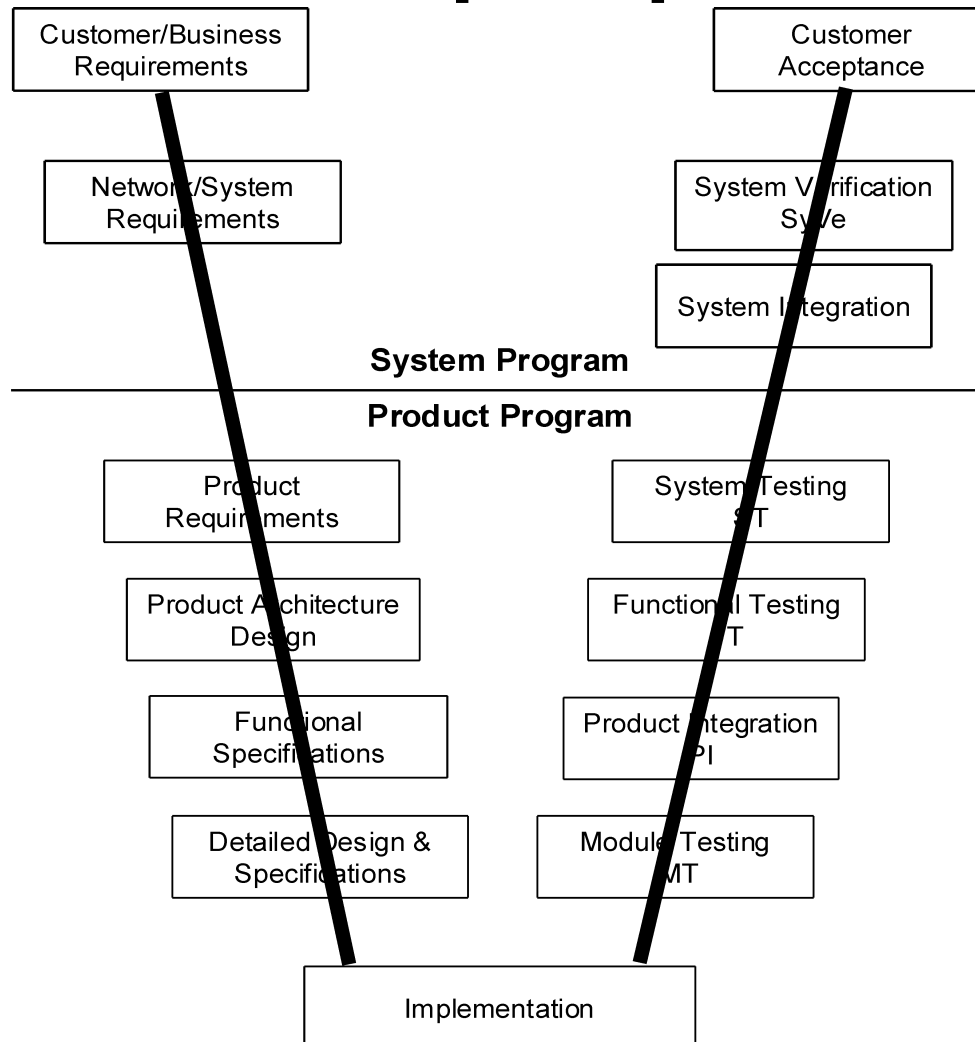 Customer/Business
Requirements
Customer
Acceptance
Network/System
Requirements
System Verification
SyVe
System Integration
System Program
Product Program
Product
Requirements
System Testing
ST
Product Architecture
Design
Functional Testing
Functional
Specifications
Product Integration
PI
Detailed Design &
Specifications
Module Testing
MT
Implementation